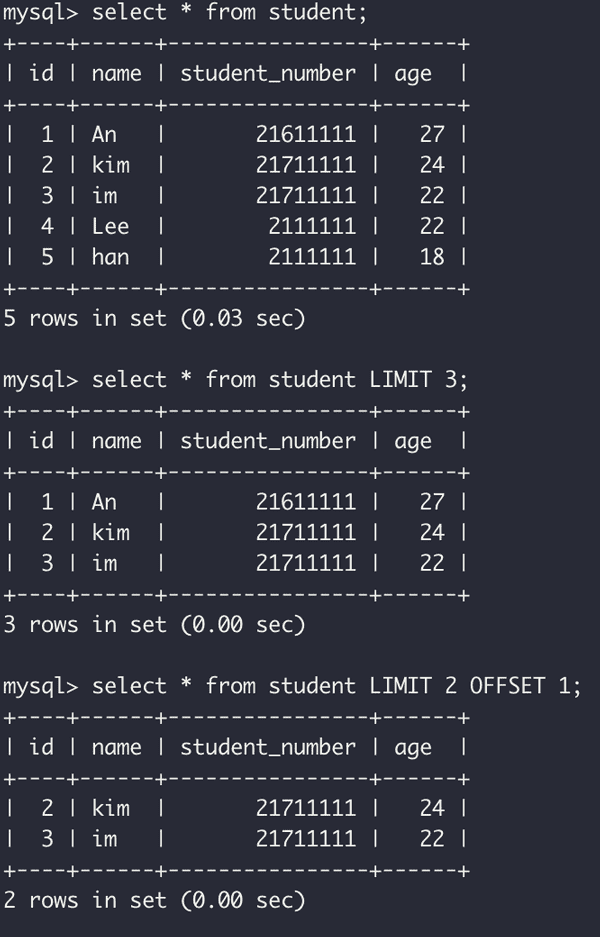 mysql> select * from student;
+----+------+----------------+------+
| id | name | student_number | age  |
+----+------+----------------+------+
|  1 | An   |       21611111 |   27 |
|  2 | kim  |       21711111 |   24 |
|  3 | im   |       21711111 |   22 |
|  4 | Lee  |        2111111 |   22 |
|  5 | han  |        2111111 |   18 |
+----+------+----------------+------+
5 rows in set (0.03 sec)

mysql> select * from student LIMIT 3;
+----+------+----------------+------+
| id | name | student_number | age  |
+----+------+----------------+------+
|  1 | An   |       21611111 |   27 |
|  2 | kim  |       21711111 |   24 |
|  3 | im   |       21711111 |   22 |
+----+------+----------------+------+
3 rows in set (0.00 sec)

mysql> select * from student LIMIT 2 OFFSET 1;
+----+------+----------------+------+
| id | name | student_number | age  |
+----+------+----------------+------+
|  2 | kim  |       21711111 |   24 |
|  3 | im   |       21711111 |   22 |
+----+------+----------------+------+
2 rows in set (0.00 sec)